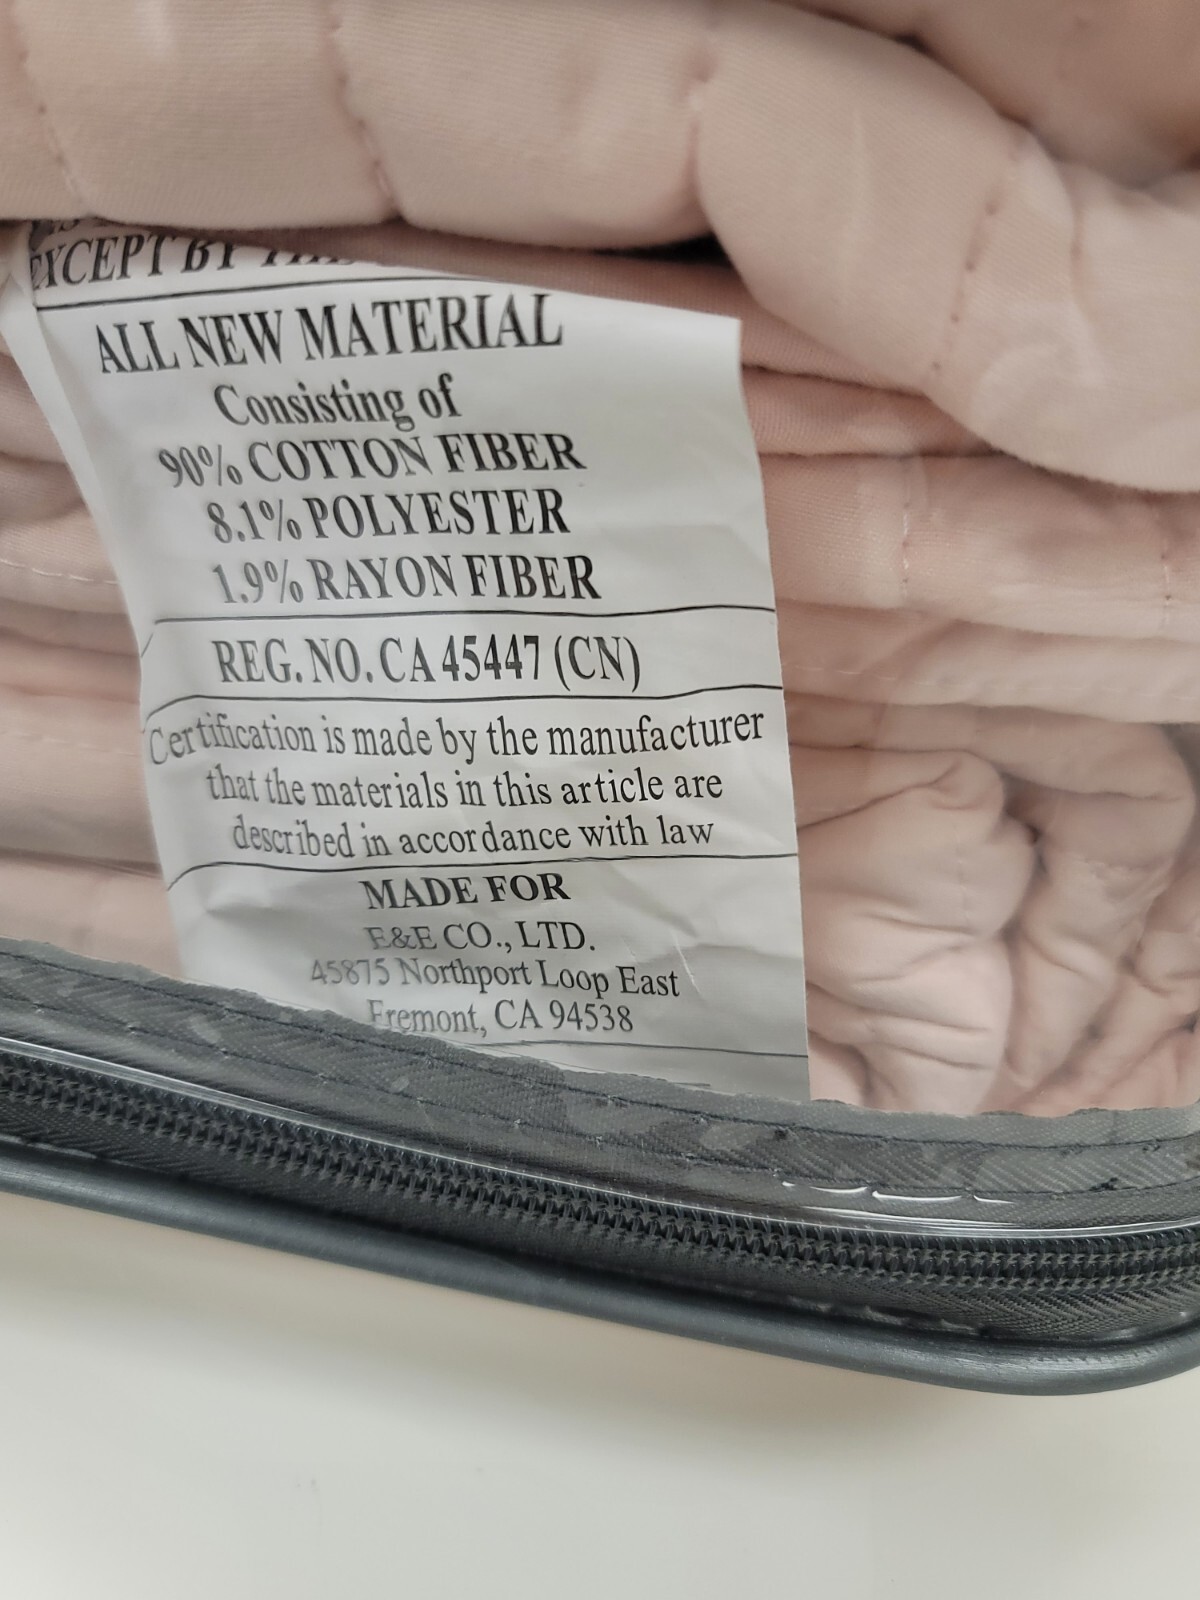 EXCEPT BY
ALL NEW MATERIAL
Consisting of
90% COTTON FIBER
8.1% POLYESTER
1.9% RAYON FIBER
REG. NO. CA 45447 (CN)
Certification is made by the manufacturer
that the materials in this article are
described in accordance with law
MADE FOR
E&E CO., LTD.
45875 Northport Loop East
Fremont, CA 94538